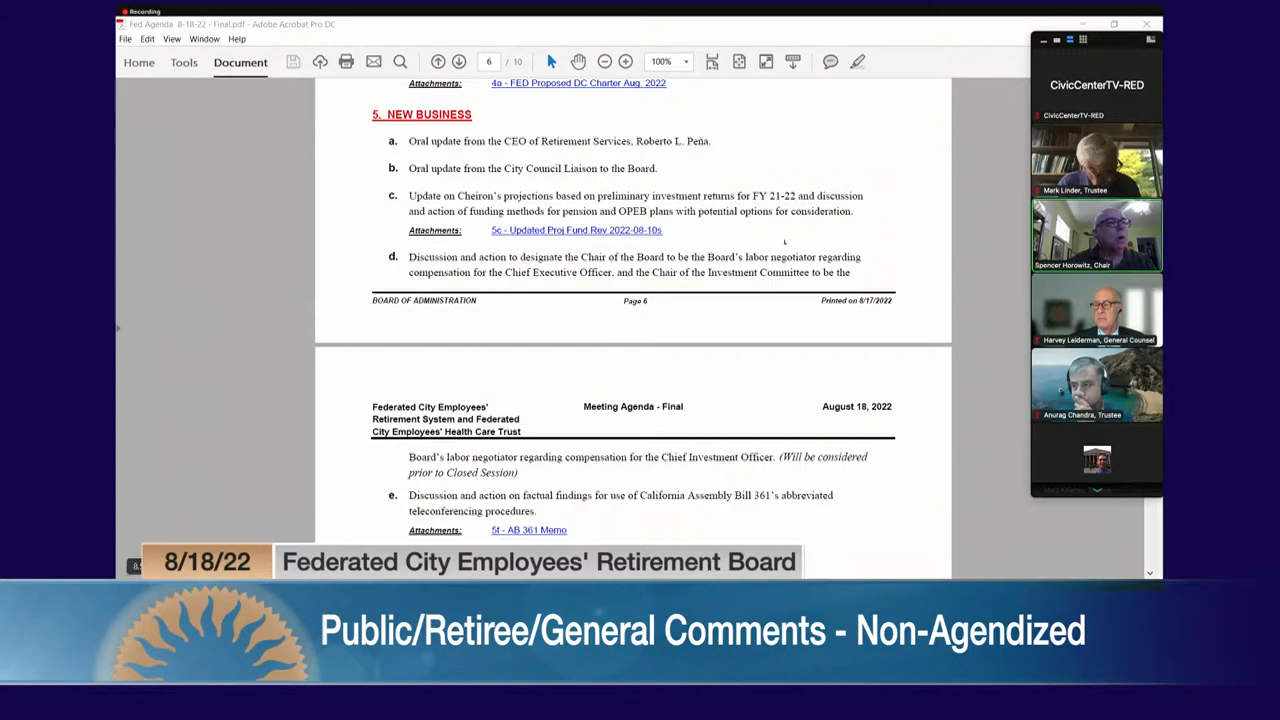 Recording
Fed Agenda 8-18-22 - Final.pdf - Adobe Acrobat Pro DC
File Edit View Window Help
Home Tools Document 6 / 10 100%
Attachments: 4a - FED Proposed DC Charter Aug. 2022
5. NEW BUSINESS
a. Oral update from the CEO of Retirement Services, Roberto L. Peña.
b. Oral update from the City Council Liaison to the Board.
c. Update on Cheiron's projections based on preliminary investment returns for FY 21-22 and discussion
and action of funding methods for pension and OPEB plans with potential options for consideration.
Attachments: 5c - Updated Proj Fund Rev 2022-08-10s
d. Discussion and action to designate the Chair of the Board to be the Board's labor negotiator regarding
compensation for the Chief Executive Officer, and the Chair of the Investment Committee to be the
BOARD OF ADMINISTRATION Page 6 Printed on 8/17/2022
Federated City Employees' Meeting Agenda - Final August 18, 2022
Retirement System and Federated
City Employees' Health Care Trust
Board's labor negotiator regarding compensation for the Chief Investment Officer. (Will be considered
prior to Closed Session)
e. Discussion and action on factual findings for use of California Assembly Bill 361's abbreviated
teleconferencing procedures.
Attachments: 5f - AB 361 Memo
CivicCenterTV-RED
CivicCenterTV-RED
Mark Linder, Trustee
Spencer Horowitz, Chair
Harvey Leiderman, General Counsel
Anurag Chandra, Trustee
8/18/22 Federated City Employees' Retirement Board
Public/Retiree/General Comments - Non-Agendized